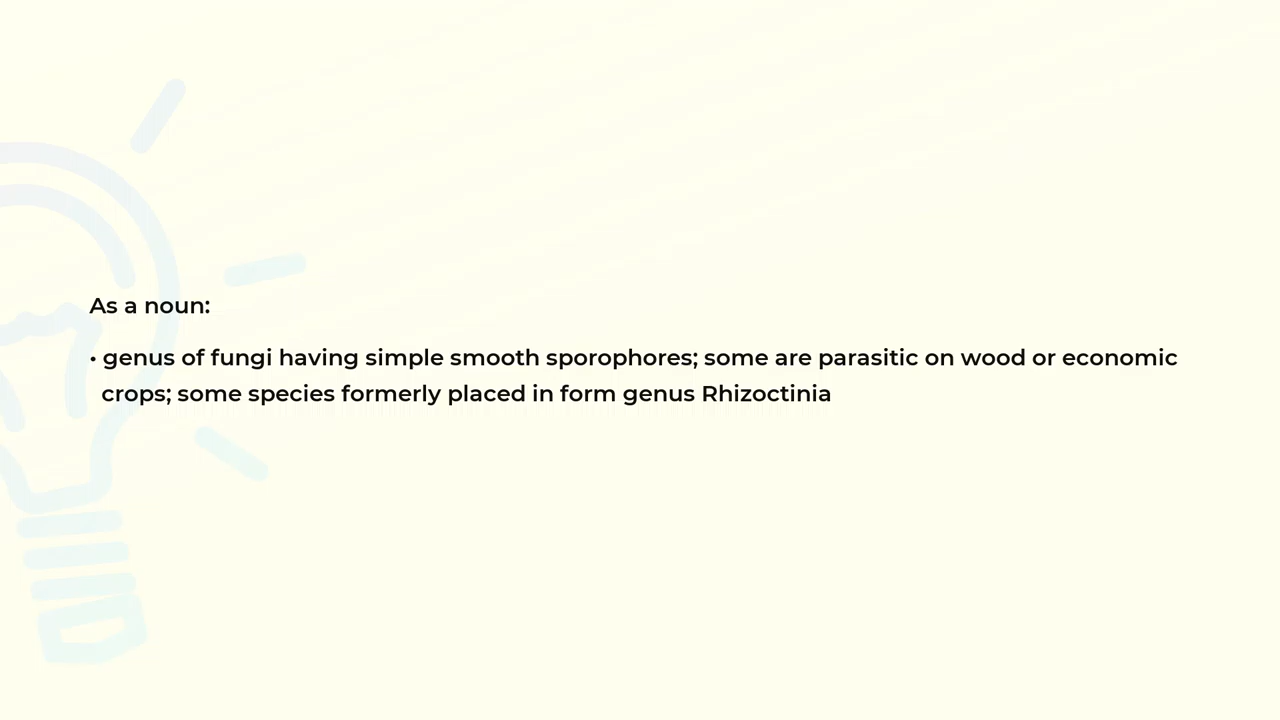 As a noun:
• genus of fungi having simple smooth sporophores; some are parasitic on wood or economic
crops; some species formerly placed in form genus Rhizoctinia